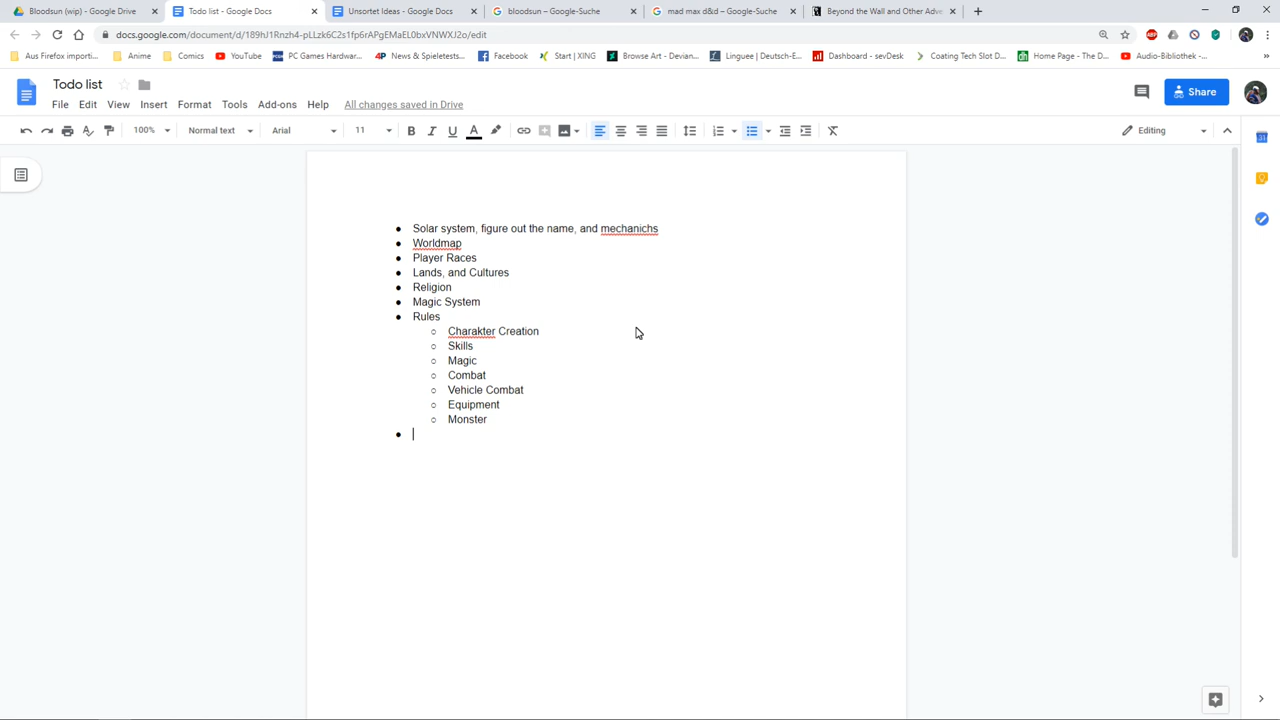 Bloodsun (wip) – Google Drive
Todo list - Google Docs
Unsortet Ideas - Google Docs
bloodsun – Google-Suche
mad max d&d – Google-Suche
Beyond the Wall and Other Adve
docs.google.com/document/d/189hJ1Rnzh4-pLLzk6C2s1fp6rAPgEMaEL0bxVNWXJ2o/edit
Aus Firefox importi...
Anime
Comics
YouTube
PC Games Hardwar...
News & Spieletests...
Facebook
Start | XING
Browse Art - Devian...
Linguee | Deutsch-E...
Dashboard - sevDesk
Coating Tech Slot D...
Home Page - The D...
Audio-Bibliothek -...
Todo list
File Edit View Insert Format Tools Add-ons Help All changes saved in Drive
Share
100% Normal text Arial 11
Editing
Solar system, figure out the name, and mechanichs
Worldmap
Player Races
Lands, and Cultures
Religion
Magic System
Rules
Charakter Creation
Skills
Magic
Combat
Vehicle Combat
Equipment
Monster